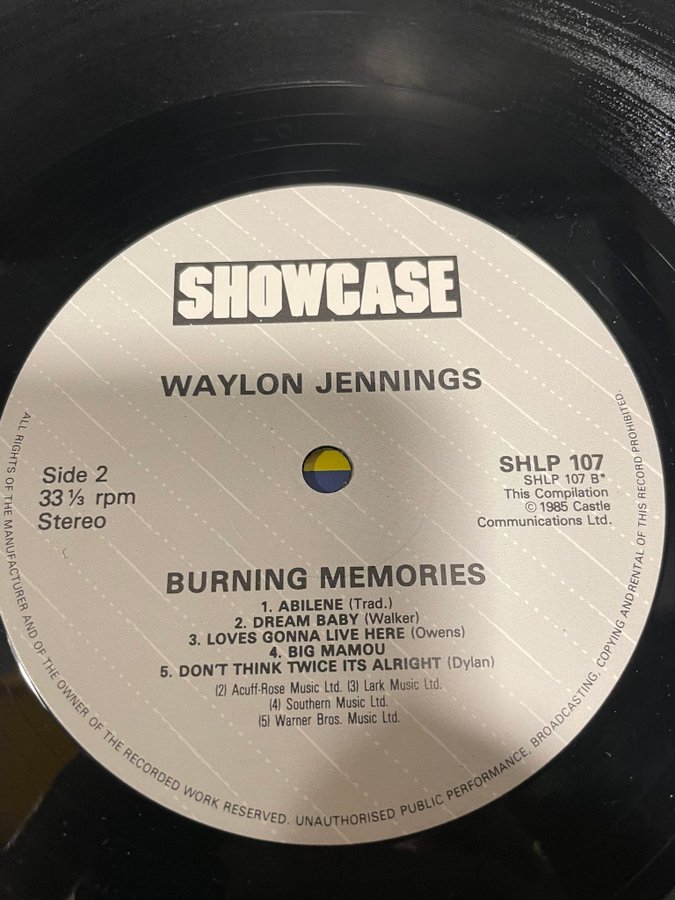 SHOWCASE
WAYLON JENNINGS
Side 2
33 ⅓ rpm
Stereo
SHLP 107
SHLP 107 B*
This Compilation
© 1985 Castle
Communications Ltd.
BURNING MEMORIES
1. ABILENE (Trad.)
2. DREAM BABY (Walker)
3. LOVES GONNA LIVE HERE (Owens)
4. BIG MAMOU
5. DON'T THINK TWICE ITS ALRIGHT (Dylan)
(2) Acuff-Rose Music Ltd. (3) Lark Music Ltd.
(4) Southern Music Ltd.
(5) Warner Bros. Music Ltd.
ALL RIGHTS OF THE MANUFACTURER AND OF THE OWNER OF THE RECORDED WORK RESERVED. UNAUTHORISED PUBLIC PERFORMANCE, BROADCASTING, COPYING AND RENTAL OF THIS RECORD PROHIBITED.